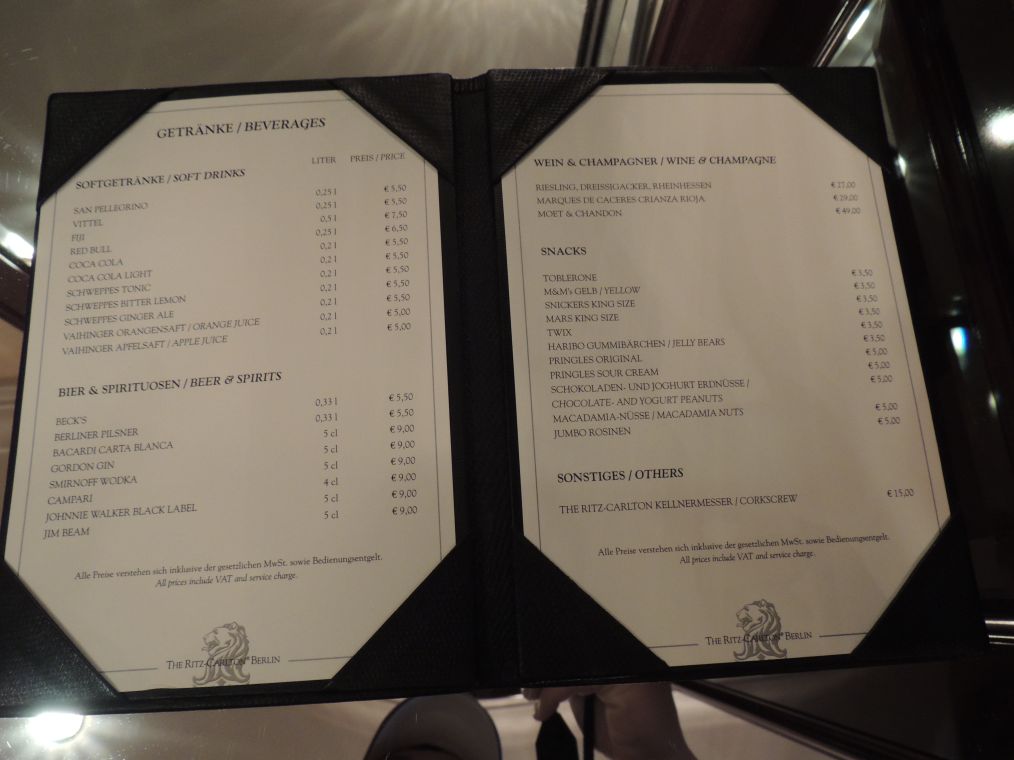 GETRÄNKE / BEVERAGES
LITER PREIS / PRICE
SOFTGETRÄNKE / SOFT DRINKS
SAN PELLEGRINO 0,25 l € 5,50
VITTEL 0,25 l € 5,50
FIJI 0,5 l € 7,50
RED BULL 0,25 l € 6,50
COCA COLA 0,2 l € 5,50
COCA COLA LIGHT 0,2 l € 5,50
SCHWEPPES TONIC 0,2 l € 5,50
SCHWEPPES BITTER LEMON 0,2 l € 5,50
SCHWEPPES GINGER ALE 0,2 l € 5,50
VAIHINGER ORANGENSAFT / ORANGE JUICE 0,2 l € 5,00
VAIHINGER APFELSAFT / APPLE JUICE 0,2 l € 5,00
BIER & SPIRITUOSEN / BEER & SPIRITS
BECK'S 0,33 l € 5,50
BERLINER PILSNER 0,33 l € 5,50
BACARDI CARTA BLANCA 5 cl € 9,00
GORDON GIN 5 cl € 9,00
SMIRNOFF WODKA 5 cl € 9,00
CAMPARI 4 cl € 9,00
JOHNNIE WALKER BLACK LABEL 5 cl € 9,00
JIM BEAM 5 cl € 9,00
Alle Preise verstehen sich inklusive der gesetzlichen MwSt. sowie Bedienungsentgelt.
All prices include VAT and service charge.
THE RITZ-CARLTON® BERLIN
WEIN & CHAMPAGNER / WINE & CHAMPAGNE
RIESLING, DREISSIGACKER, RHEINHESSEN € 27,00
MARQUES DE CACERES CRIANZA RIOJA € 29,00
MOET & CHANDON € 49,00
SNACKS
TOBLERONE € 3,50
M&M's GELB / YELLOW € 3,50
SNICKERS KING SIZE € 3,50
MARS KING SIZE € 3,50
TWIX € 3,50
HARIBO GUMMIBÄRCHEN / JELLY BEARS € 3,50
PRINGLES ORIGINAL € 5,00
PRINGLES SOUR CREAM € 5,00
SCHOKOLADEN- UND JOGHURT ERDNÜSSE / € 5,00
CHOCOLATE- AND YOGURT PEANUTS
MACADAMIA-NÜSSE / MACADAMIA NUTS € 5,00
JUMBO ROSINEN € 5,00
SONSTIGES / OTHERS
THE RITZ-CARLTON KELLNERMESSER / CORKSCREW € 15,00
Alle Preise verstehen sich inklusive der gesetzlichen MwSt. sowie Bedienungsentgelt.
All prices include VAT and service charge.
THE RITZ-CARLTON® BERLIN